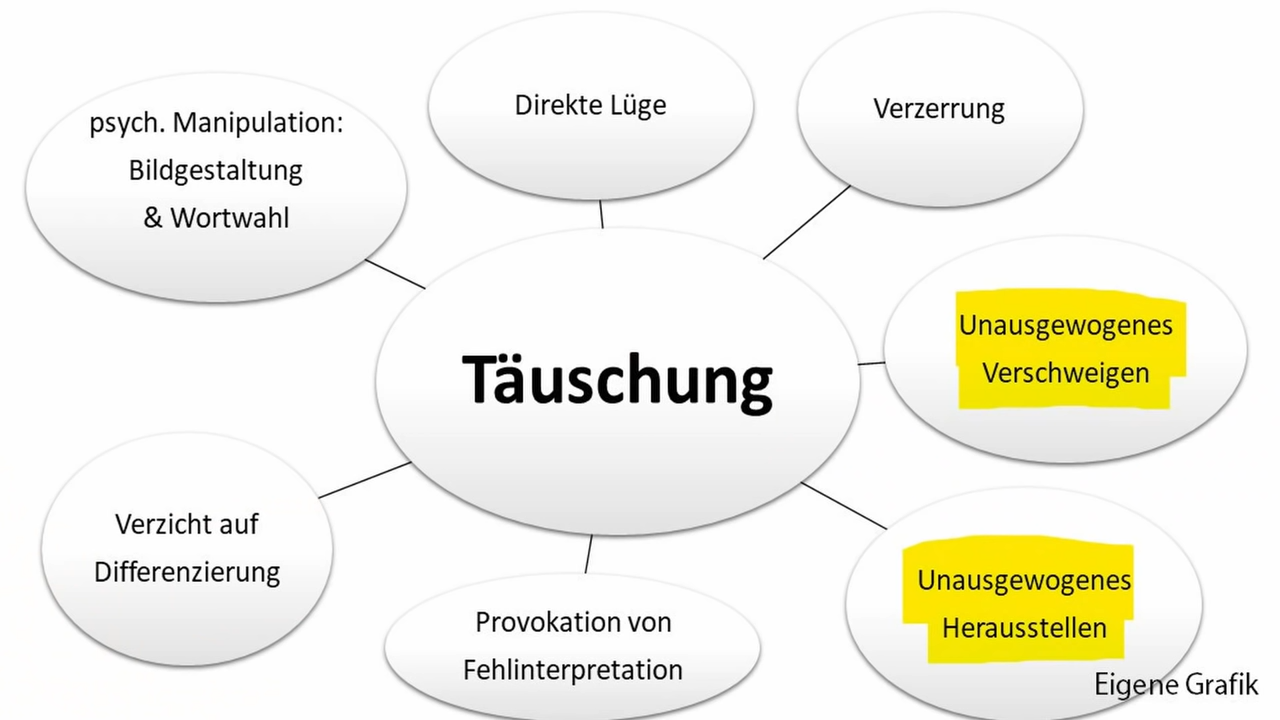 psych. Manipulation:
Bildgestaltung
& Wortwahl
Direkte Lüge
Verzerrung
Unausgewogenes
Verschweigen
Täuschung
Verzicht auf
Differenzierung
Provokation von
Fehlinterpretation
Unausgewogenes
Herausstellen
Eigene Grafik